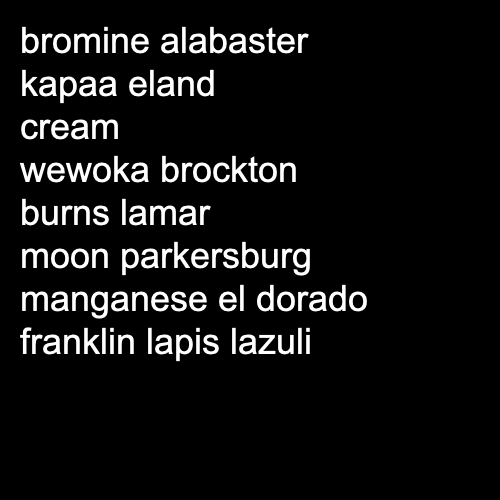 bromine alabaster
kapaa eland
cream
wewoka brockton
burns lamar
moon parkersburg
manganese el dorado
franklin lapis lazuli